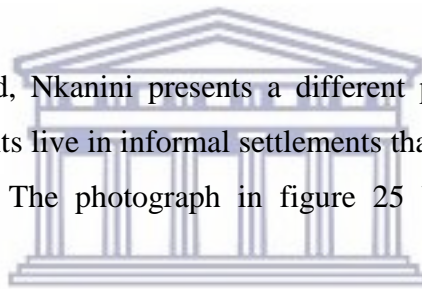 d, Nkanini presents a different p
ts live in informal settlements tha
The photograph in figure 25